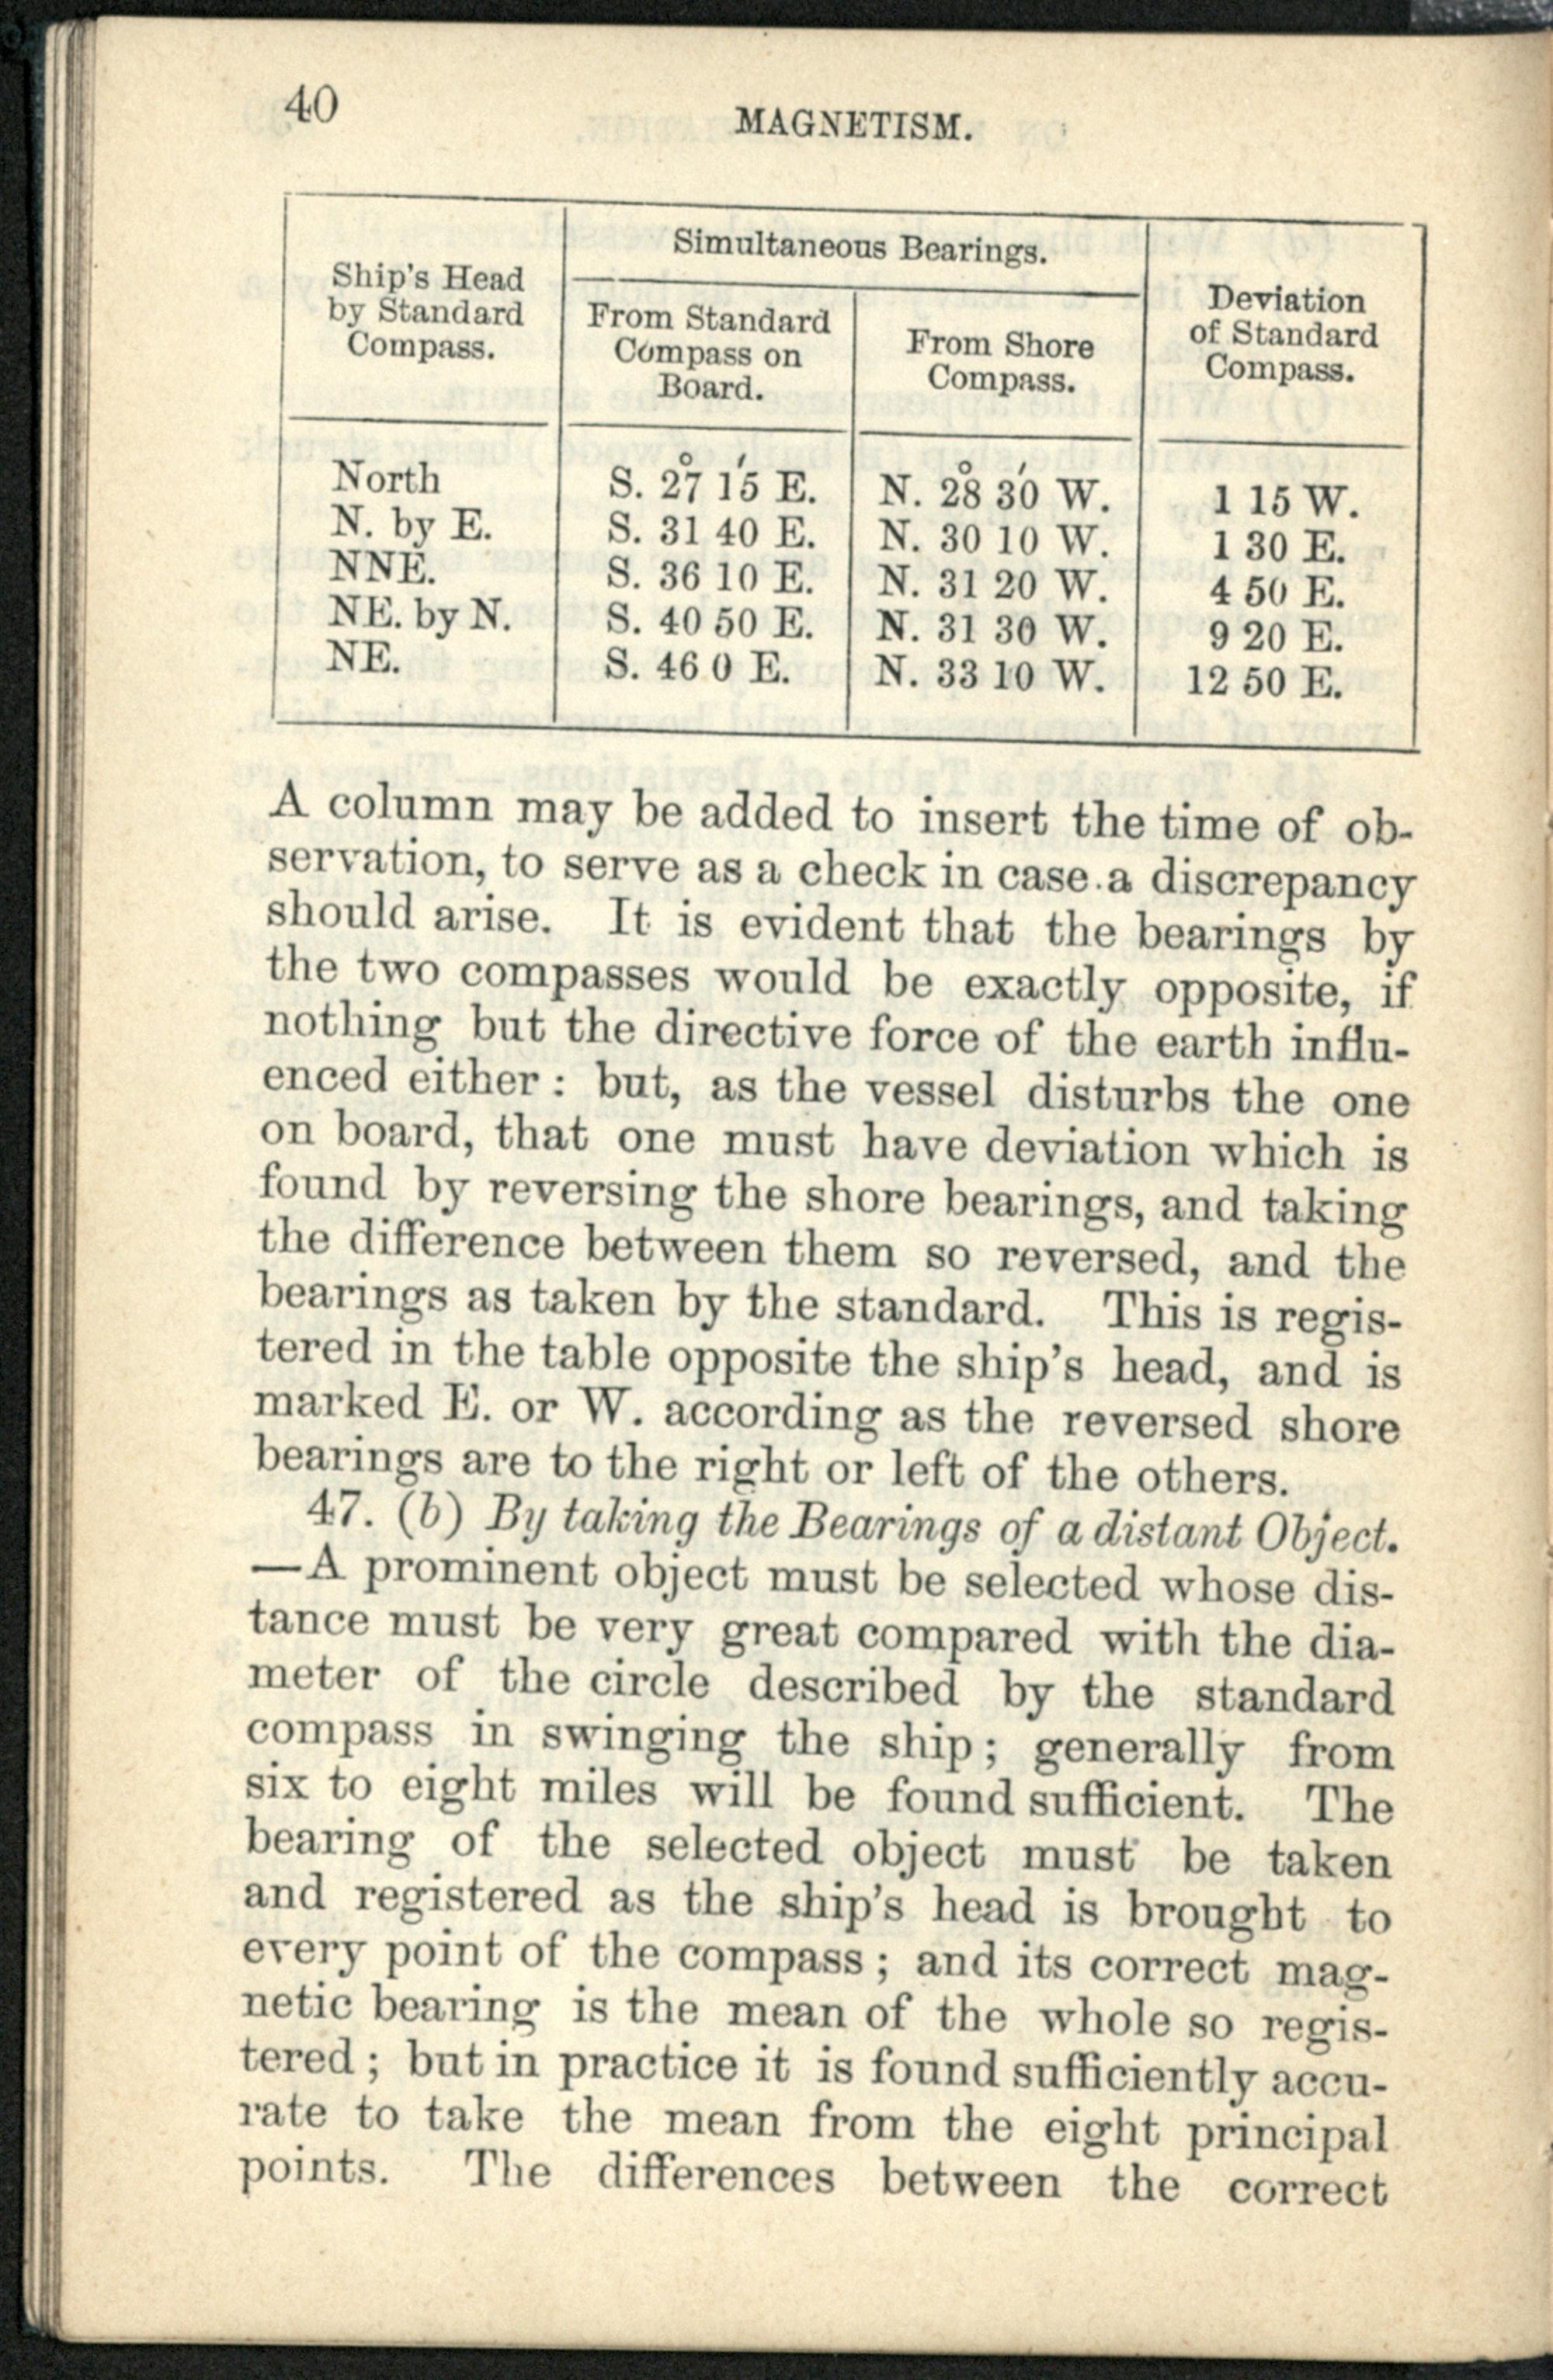 40
MAGNETISM.
Simultaneous Bearings.
Ship's Head
by Standard
Compass.
From Standard
Compass on
Board.
From Shore
Compass.
Deviation
of Standard
Compass.
North S. 27° 15′ E. N. 28° 30′ W. 1 15 W.
N. by E. S. 31 40 E. N. 30 10 W. 1 30 E.
NNE. S. 36 10 E. N. 31 20 W. 4 50 E.
NE. by N. S. 40 50 E. N. 31 30 W. 9 20 E.
NE. S. 46 0 E. N. 33 10 W. 12 50 E.
A column may be added to insert the time of ob-
servation, to serve as a check in case a discrepancy
should arise. It is evident that the bearings by
the two compasses would be exactly opposite, if
nothing but the directive force of the earth influ-
enced either : but, as the vessel disturbs the one
on board, that one must have deviation which is
found by reversing the shore bearings, and taking
the difference between them so reversed, and the
bearings as taken by the standard. This is regis-
tered in the table opposite the ship's head, and is
marked E. or W. according as the reversed shore
bearings are to the right or left of the others.
47. (b) By taking the Bearings of a distant Object.
—A prominent object must be selected whose dis-
tance must be very great compared with the dia-
meter of the circle described by the standard
compass in swinging the ship ; generally from
six to eight miles will be found sufficient. The
bearing of the selected object must be taken
and registered as the ship's head is brought to
every point of the compass ; and its correct mag-
netic bearing is the mean of the whole so regis-
tered ; but in practice it is found sufficiently accu-
rate to take the mean from the eight principal
points. The differences between the correct